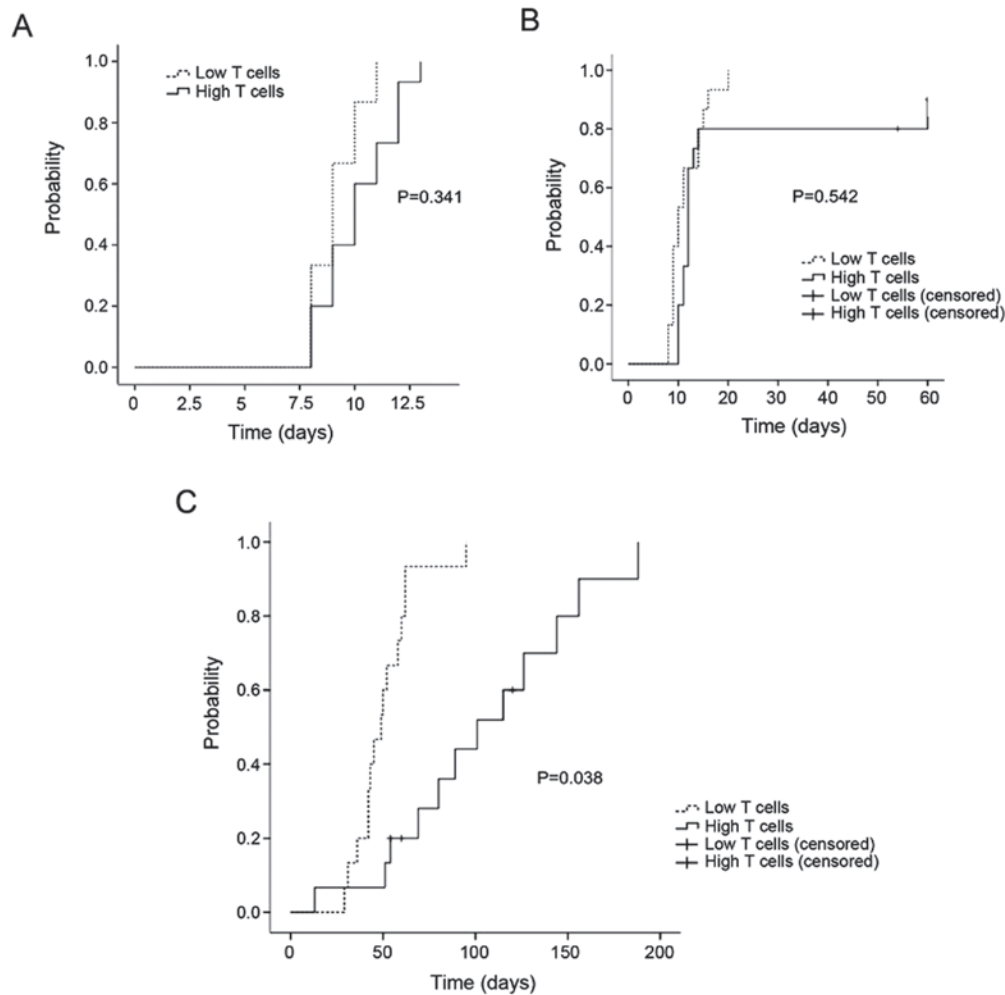 A
1.0
0.8
0.6
0.4
0.2
0.0
Probability
Low T cells
High T cells
P=0.341
0 2.5 5 7.5 10 12.5
Time (days)
B
1.0
0.8
0.6
0.4
0.2
0.0
Probability
P=0.542
Low T cells
High T cells
Low T cells (censored)
High T cells (censored)
0 10 20 30 40 50 60
Time (days)
C
1.0
0.8
0.6
0.4
0.2
0.0
Probability
P=0.038
Low T cells
High T cells
Low T cells (censored)
High T cells (censored)
0 50 100 150 200
Time (days)